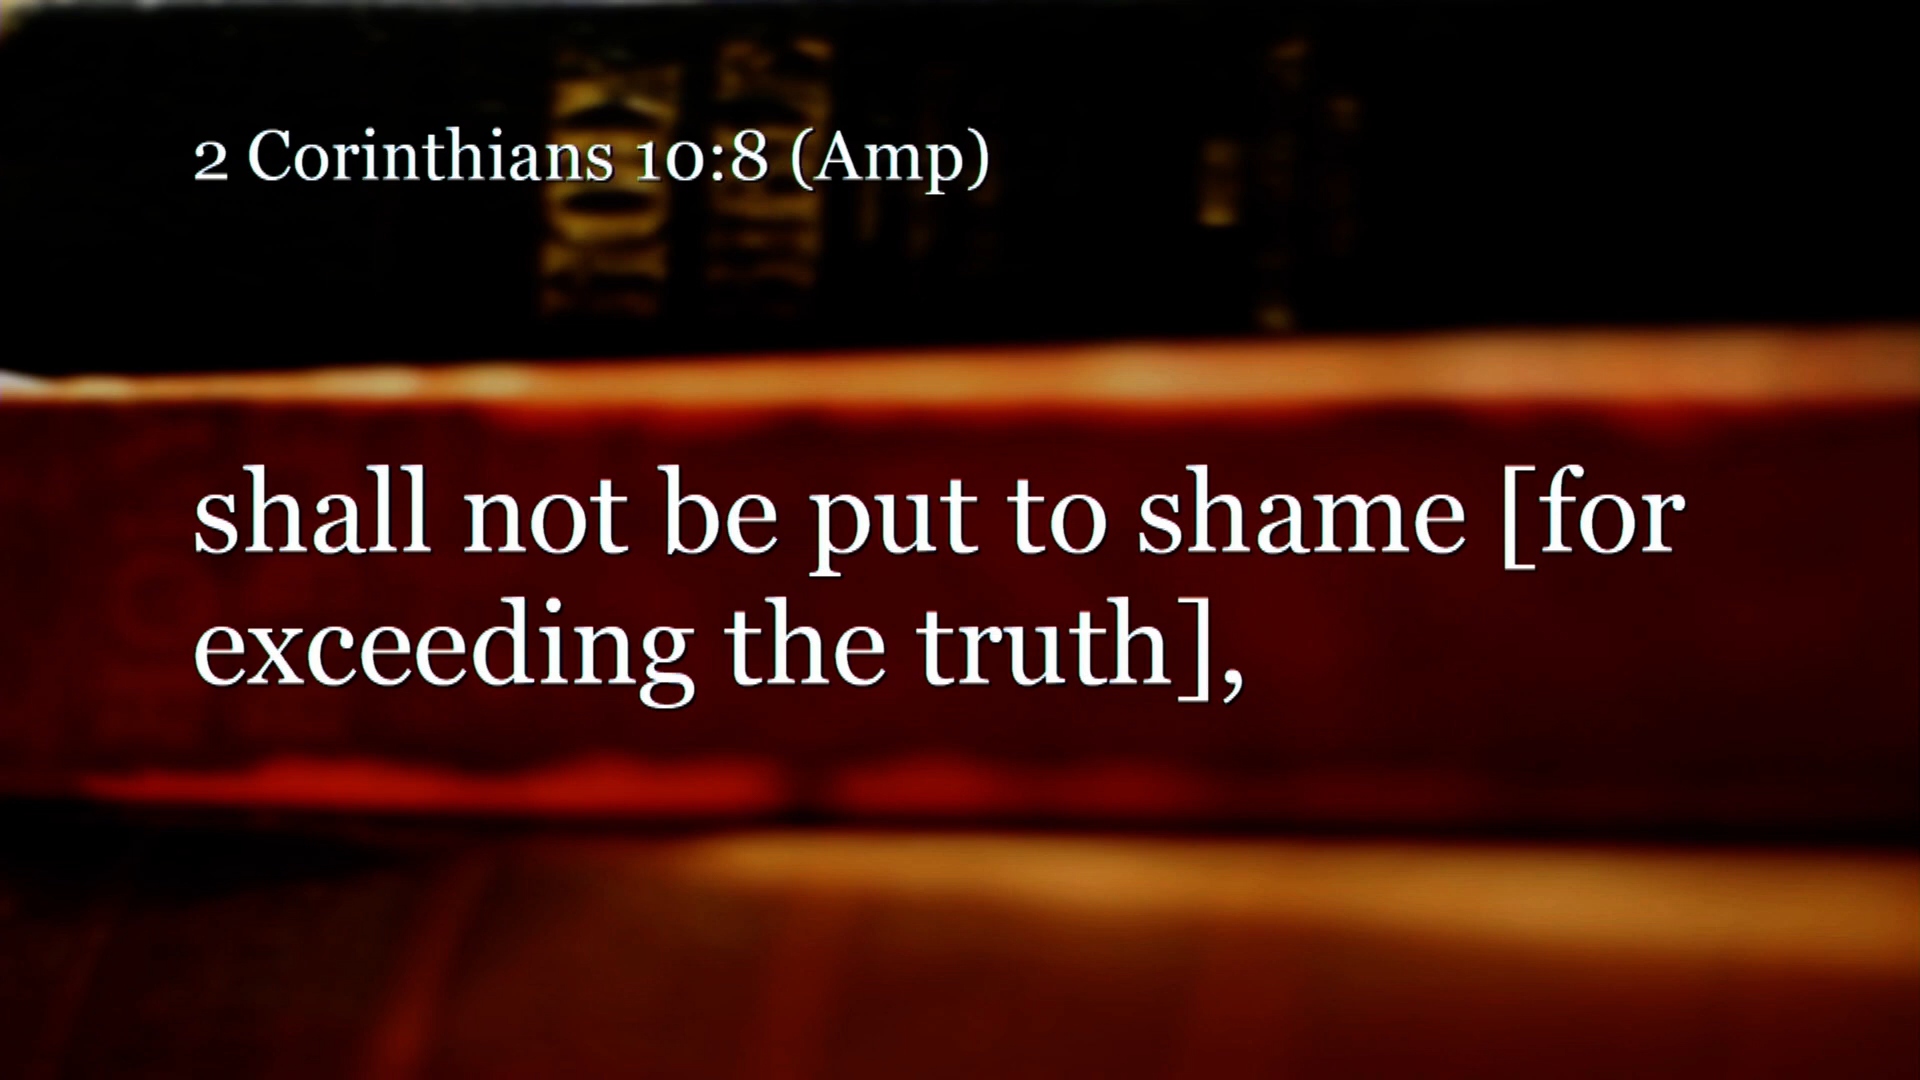 2 Corinthians 10:8 (Amp)
shall not be put to shame [for
exceeding the truth],